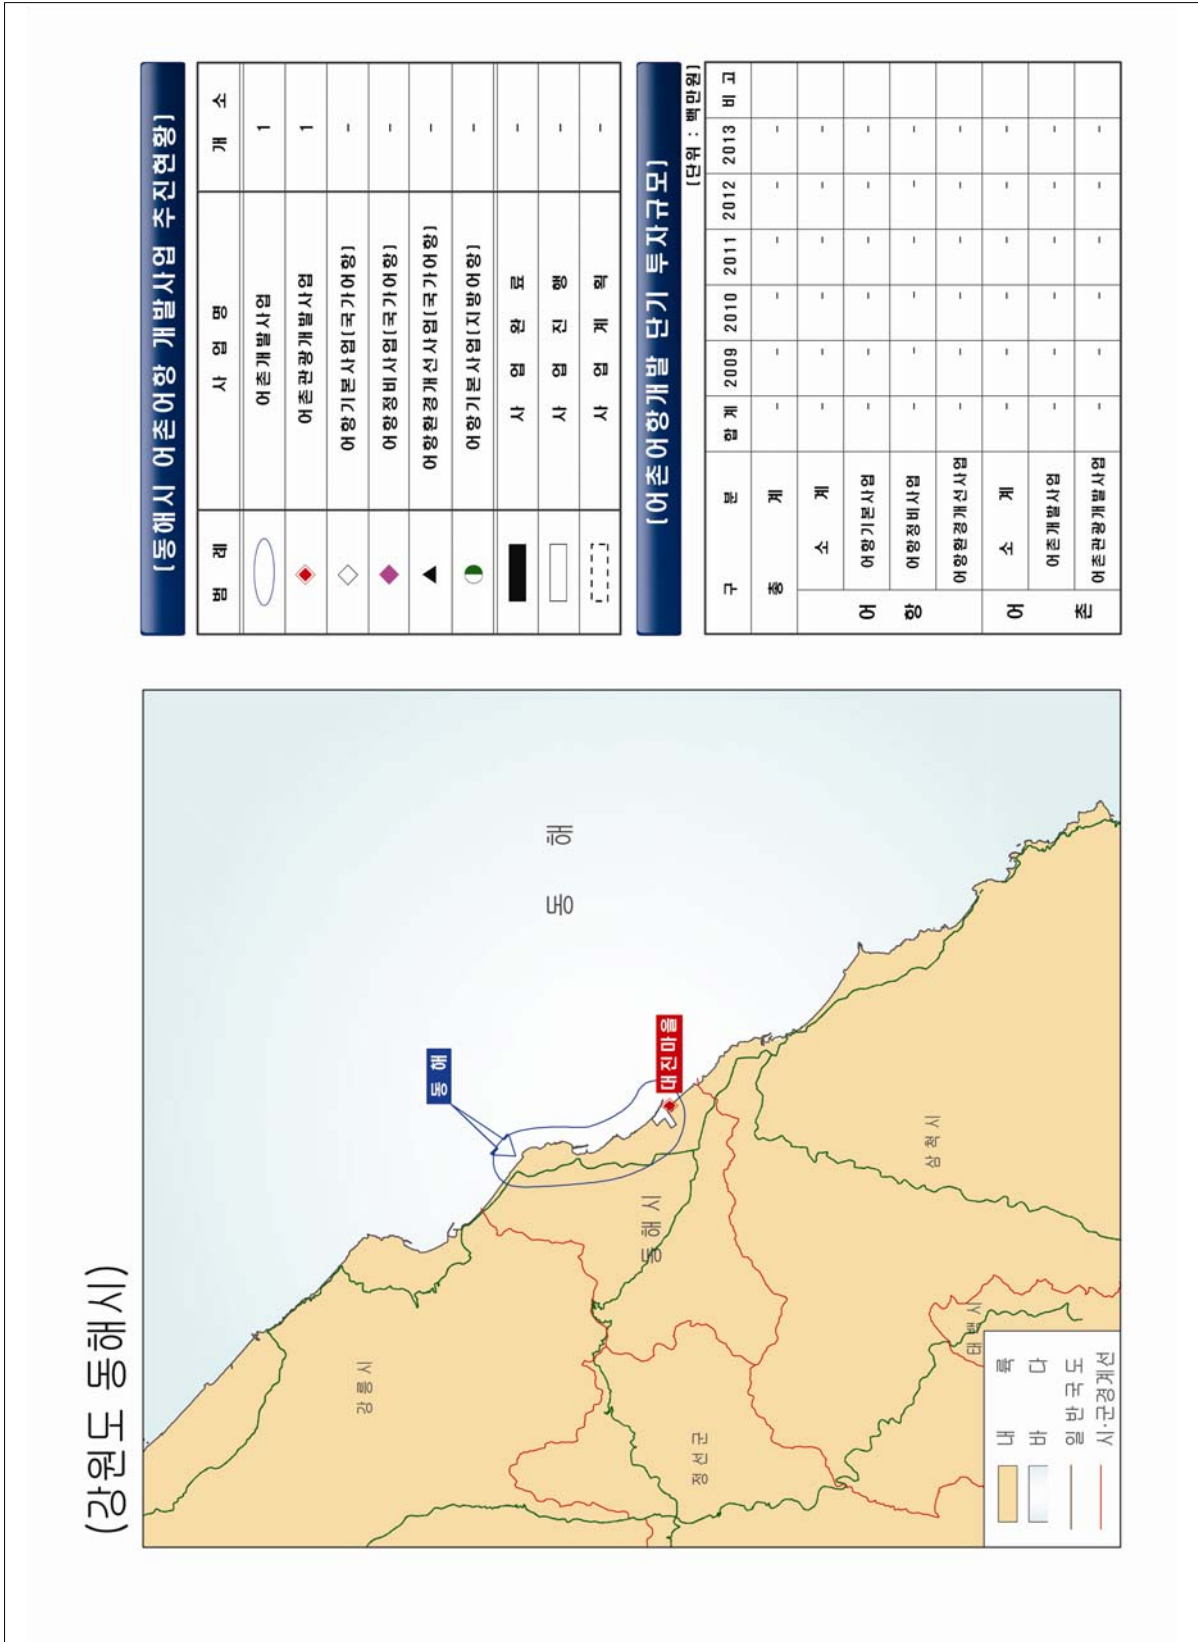 (강원도 동해시)
강릉시
동해시
정선군
삼척시
태백시
동해
대진마을
동 해
내 륙
바 다
일반국도
시·군경계선
[동해시 어촌어항 개발사업 추진현황]
범 례 사 업 명 개 소
어촌개발사업 1
어촌관광개발사업 1
어항기본사업(국가어항) -
어항정비사업(국가어항) -
어항환경개선사업(국가어항) -
어항기본사업(지방어항) -
사 업 완 료 -
사 업 진 행 -
사 업 계 획 -
[어촌어항개발 단기 투자규모]
(단위 : 백만원)
구 분 합계 2009 2010 2011 2012 2013 비고
총 계 - - - - - -
어 항 소 계 - - - - - -
어항기본사업 - - - - - -
어항정비사업 - - - - - -
어항환경개선사업 - - - - - -
어 촌 소 계 - - - - - -
어촌개발사업 - - - - - -
어촌관광개발사업 - - - - - -